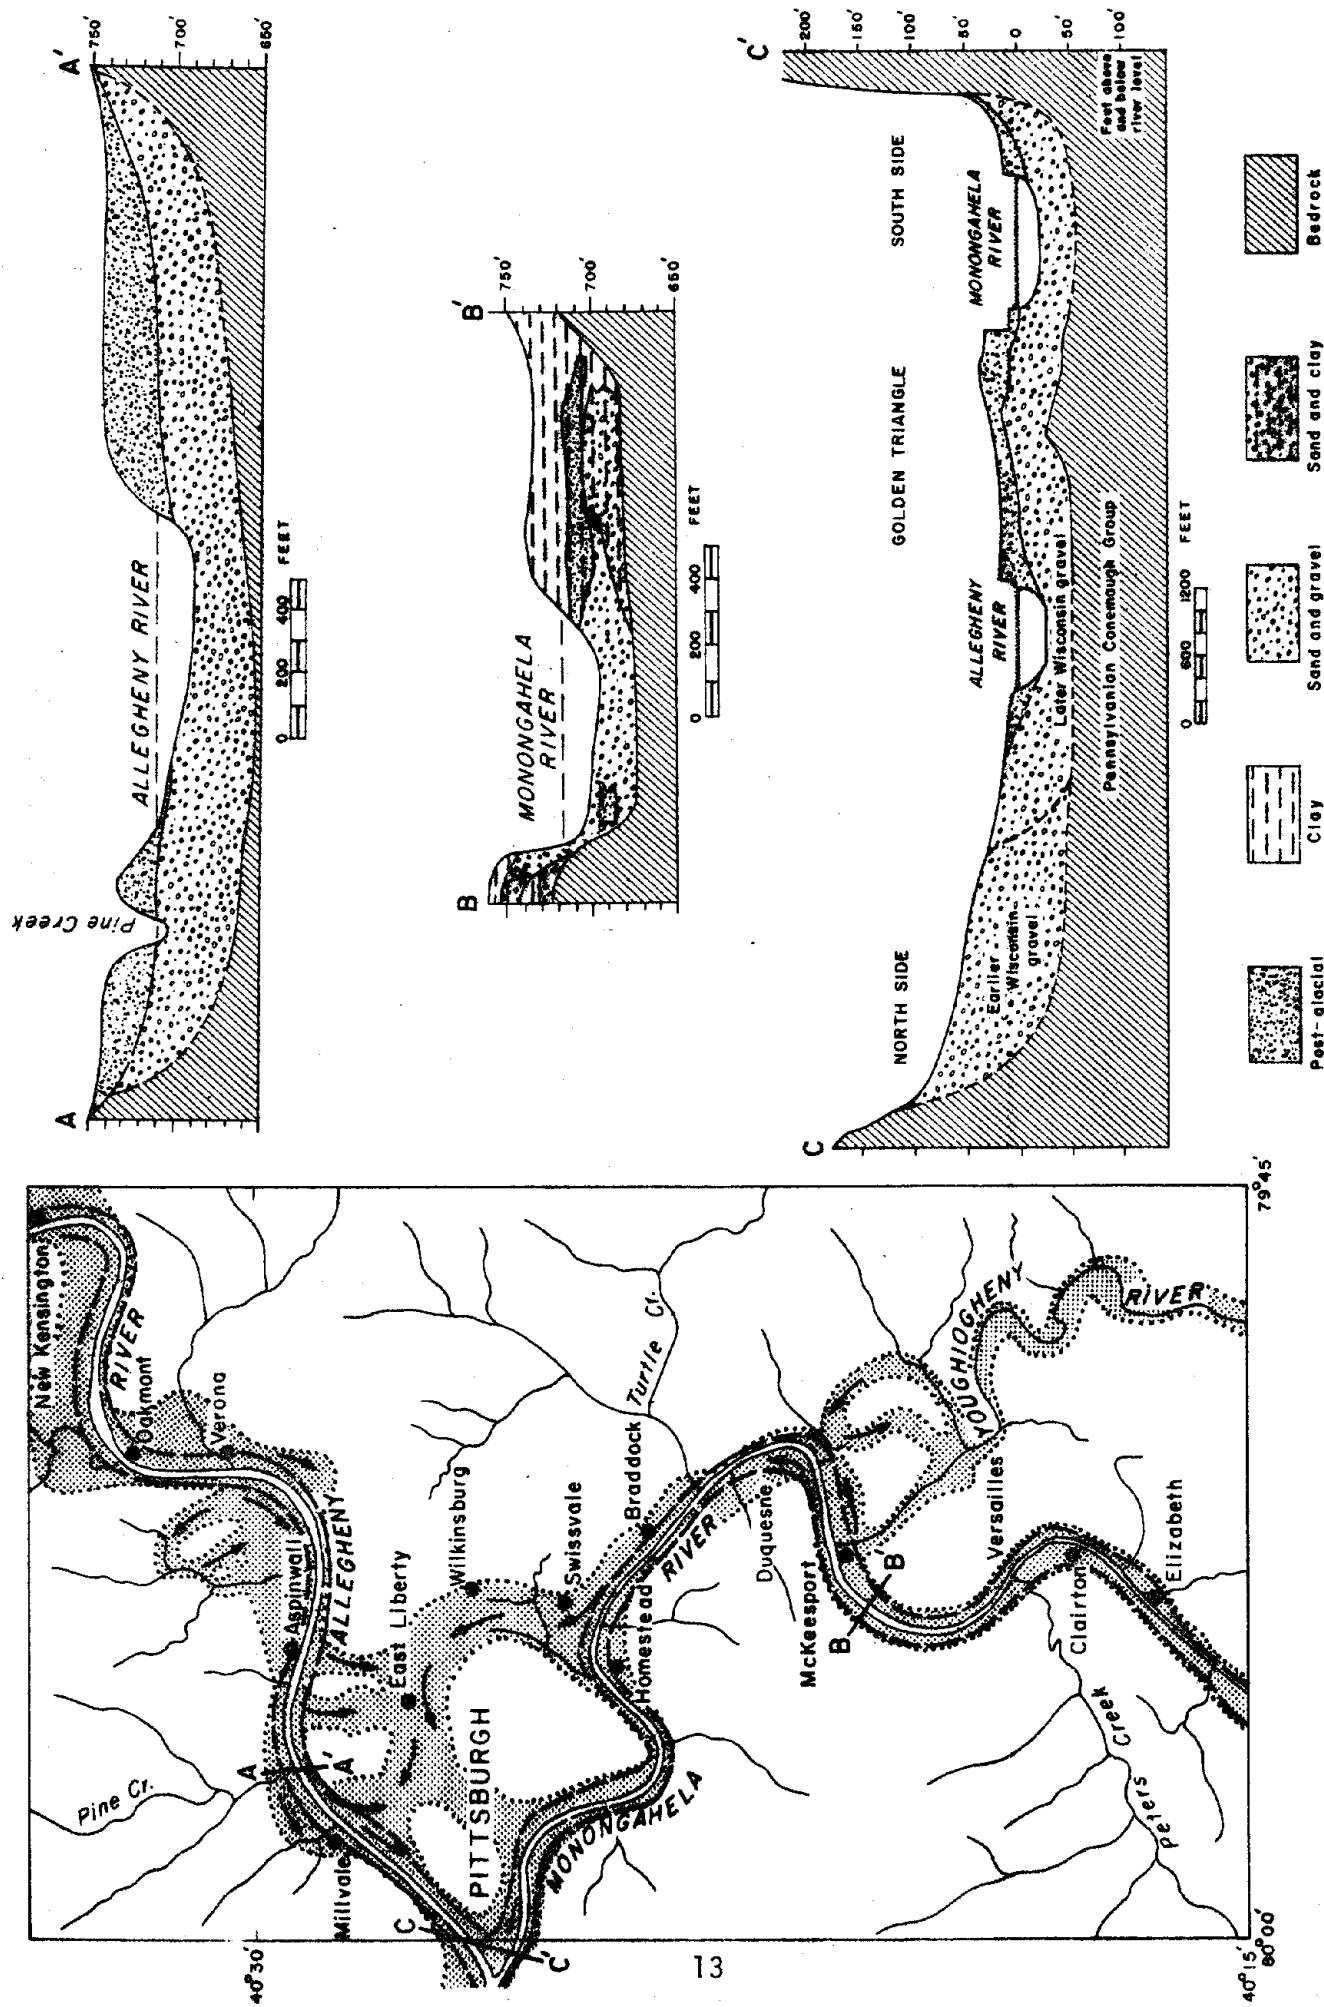 A
A'
750'
700'
650'
Pine Creek
ALLEGHENY RIVER
0 200 400 FEET
B
B'
750'
700'
650'
MONONGAHELA
RIVER
0 200 400 FEET
C
C'
200'
150'
100'
50'
0
50'
100'
Feet above
and below
river level
NORTH SIDE
GOLDEN TRIANGLE
SOUTH SIDE
ALLEGHENY
RIVER
MONONGAHELA
RIVER
Earlier
Wisconsin
gravel
Later Wisconsin gravel
Pennsylvanian Conemaugh Group
0 600 1200 FEET
Post-glacial
Clay
Sand and gravel
Sand and clay
Bedrock
New Kensington
RIVER
Oakmont
Verona
Pine Cr.
Aspinwall
ALLEGHENY
A
A'
Millvale
East Liberty
Wilkinsburg
PITTSBURGH
Swissvale
Braddock
Turtle Cr.
Homestead
RIVER
MONONGAHELA
C
C'
Duquesne
McKeesport
B
B'
YOUGHIOGHENY
RIVER
Versailles
Clairton
Elizabeth
Peters Creek
40°30'
40°15'
80°00'
79°45'
13